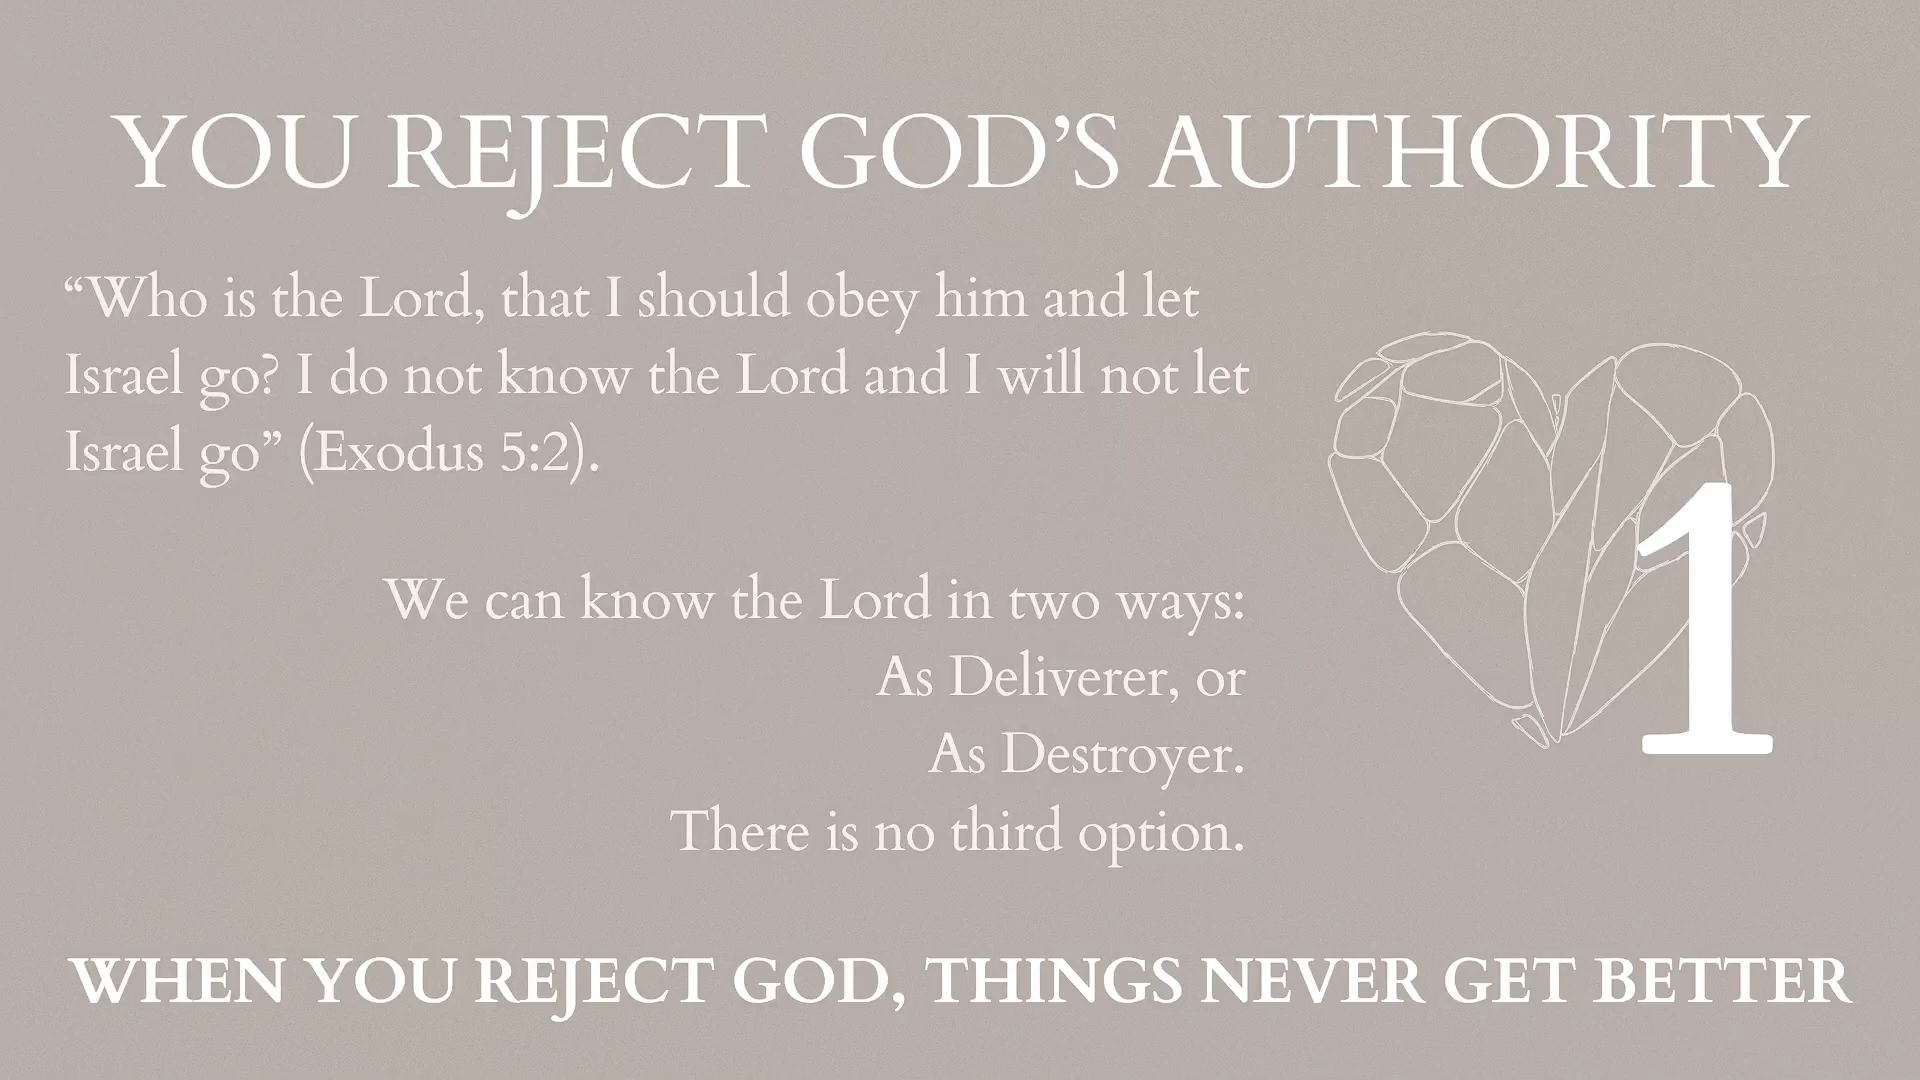 YOU REJECT GOD’S AUTHORITY
“Who is the Lord, that I should obey him and let
Israel go? I do not know the Lord and I will not let
Israel go” (Exodus 5:2).
We can know the Lord in two ways:
As Deliverer, or
As Destroyer.
There is no third option.
1
WHEN YOU REJECT GOD, THINGS NEVER GET BETTER